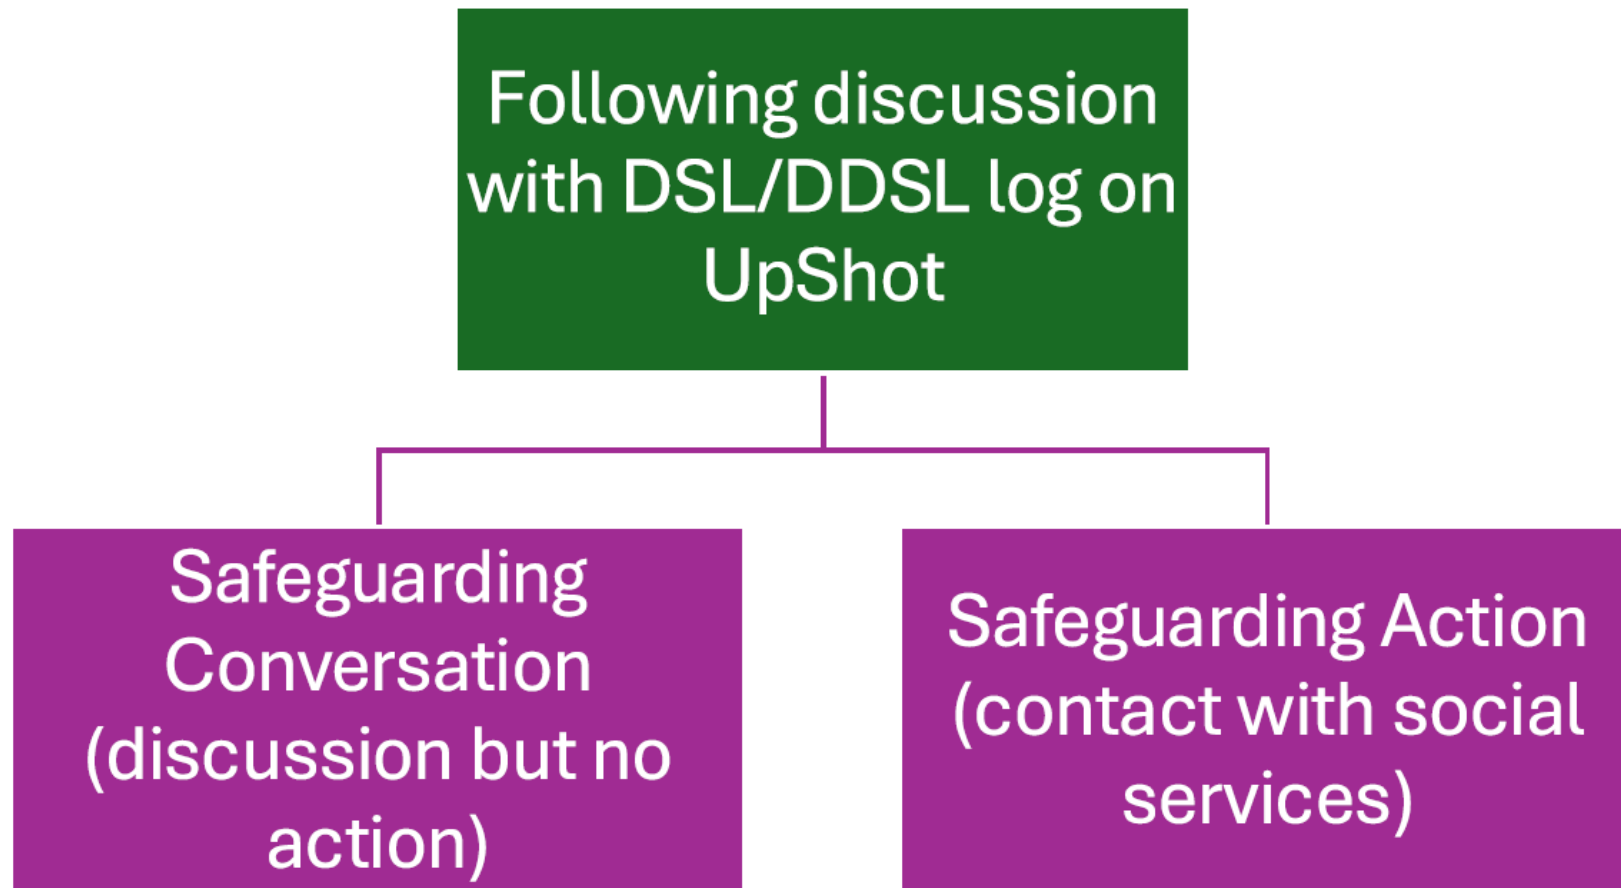 Following discussion
with DSL/DDSL log on
UpShot
Safeguarding
Conversation
(discussion but no
action)
Safeguarding Action
(contact with social
services)